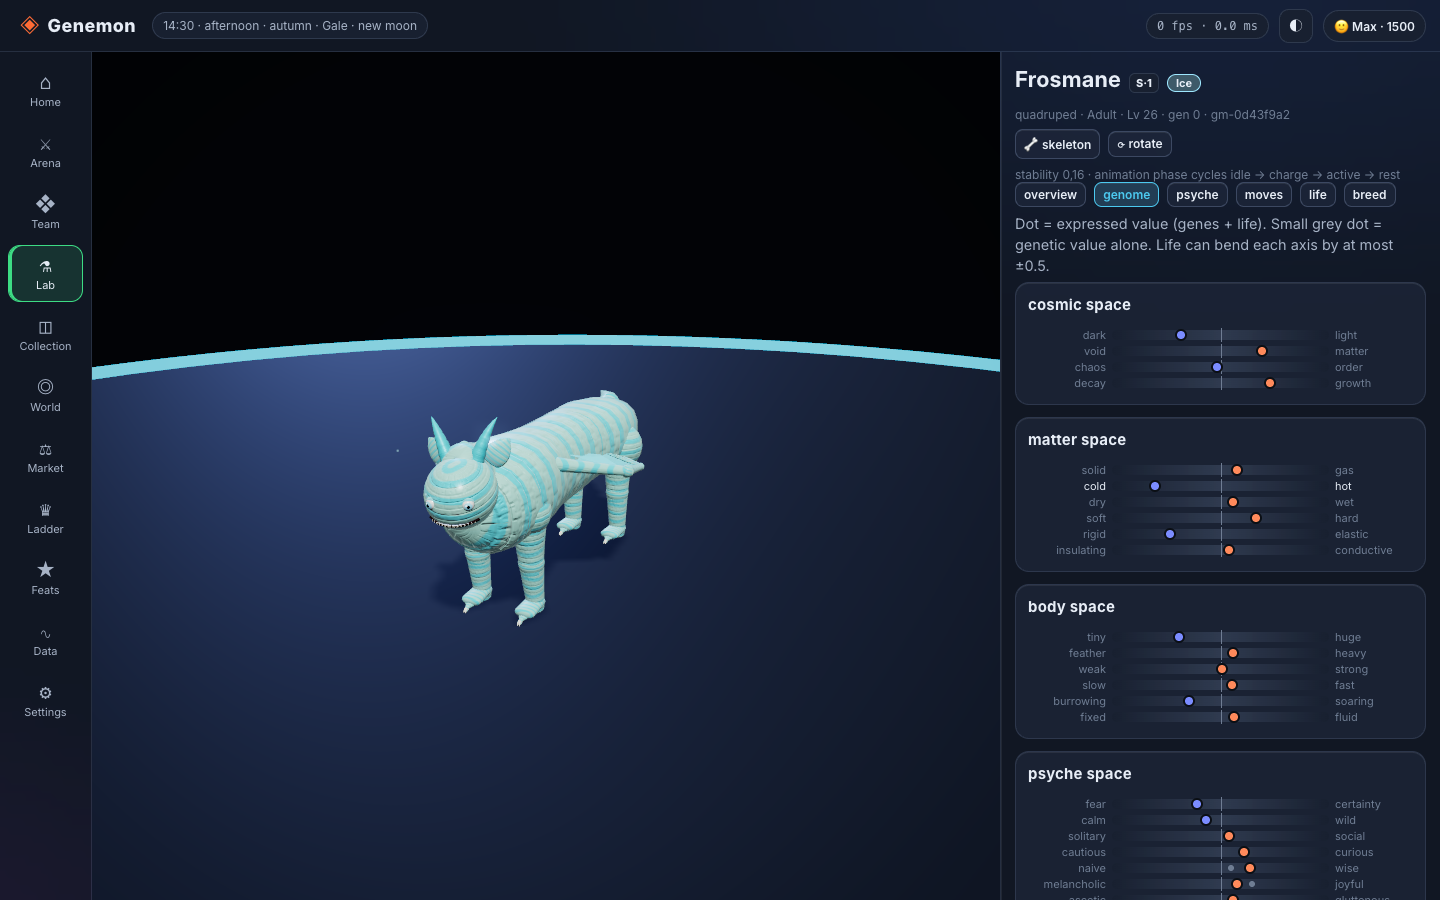 Genemon
14:30 · afternoon · autumn · Gale · new moon
0 fps · 0.0 ms
Max · 1500
Home
Arena
Team
Lab
Collection
World
Market
Ladder
Feats
Data
Settings
Frosmane S·1 Ice
quadruped · Adult · Lv 26 · gen 0 · gm-0d43f9a2
skeleton
rotate
stability 0,16 · animation phase cycles idle → charge → active → rest
overview genome psyche moves life breed
Dot = expressed value (genes + life). Small grey dot =
genetic value alone. Life can bend each axis by at most
±0.5.
cosmic space
dark light
void matter
chaos order
decay growth
matter space
solid gas
cold hot
dry wet
soft hard
rigid elastic
insulating conductive
body space
tiny huge
feather heavy
weak strong
slow fast
burrowing soaring
fixed fluid
psyche space
fear certainty
calm wild
solitary social
cautious curious
naive wise
melancholic joyful